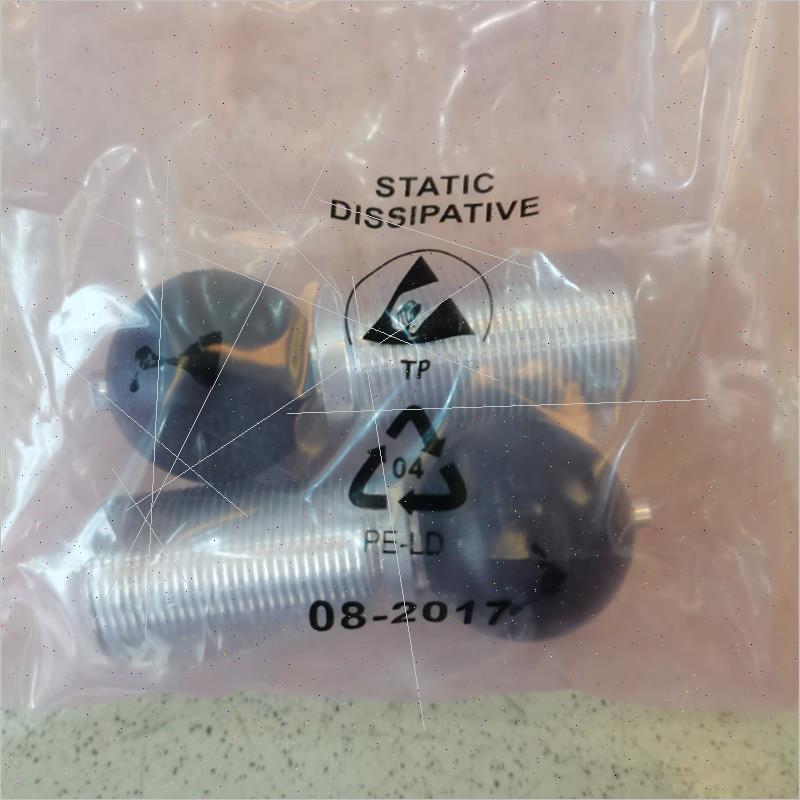 STATIC
DISSIPATIVE
TP
04
PE-LD
08-2017